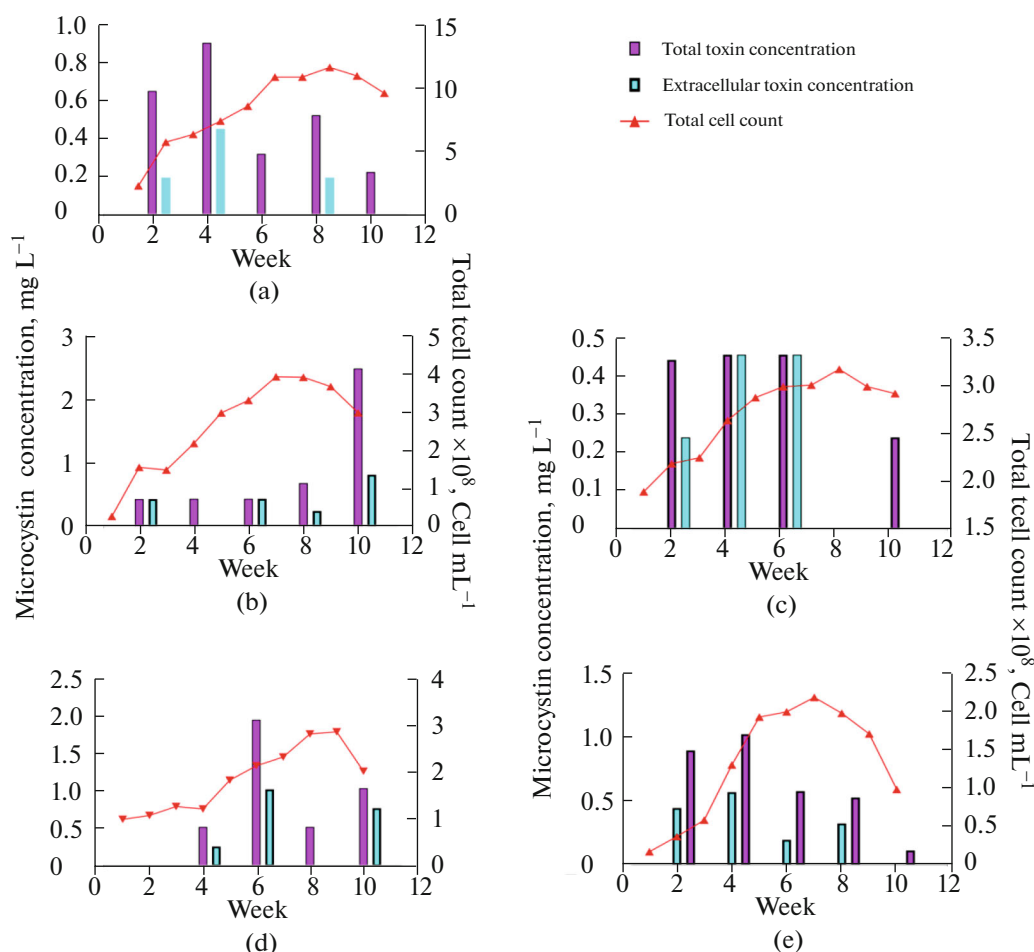 Total toxin concentration
Extracellular toxin concentration
Total cell count
1.0
0.8
0.6
0.4
0.2
0
15
10
5
0
0 2 4 6 8 10 12
Week
(a)
Microcystin concentration, mg L⁻¹
Total tcell count ×10⁸, Cell mL⁻¹
3
2
1
0
5
4
3
2
1
0
0 2 4 6 8 10 12
Week
(b)
Microcystin concentration, mg L⁻¹
Total tcell count ×10⁸, Cell mL⁻¹
0.5
0.4
0.3
0.2
0.1
0
3.5
3.0
2.5
2.0
1.5
0 2 4 6 8 10 12
Week
(c)
2.5
2.0
1.5
1.0
0.5
0
4
3
2
1
0
0 2 4 6 8 10 12
Week
(d)
1.5
1.0
0.5
0
2.5
2.0
1.5
1.0
0.5
0
0 2 4 6 8 10 12
Week
(e)